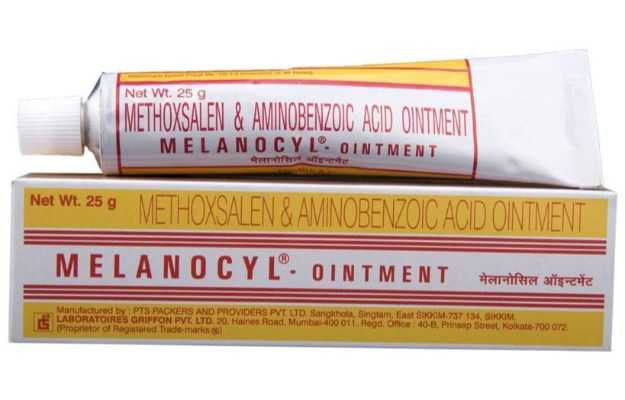 Net Wt. 25 g
METHOXSALEN & AMINOBENZOIC ACID OINTMENT
MELANOCYL® - OINTMENT
मेलानोसिल ऑइन्टमेंट
Net Wt. 25 g METHOXSALEN & AMINOBENZOIC ACID OINTMENT
MELANOCYL® - OINTMENT मेलानोसिल ऑइन्टमेंट
Manufactured by : PTS PACKERS AND PROVIDERS PVT. LTD. Sangkhola, Singtam, East SIKKIM-737 134, SIKKIM.
LABORATOIRES GRIFFON PVT. LTD. 20, Haines Road, Mumbai-400 011. Regd. Office : 40-B, Prinsep Street, Kolkate-700 072.
(Proprietor of Registered Trade-marks ®)